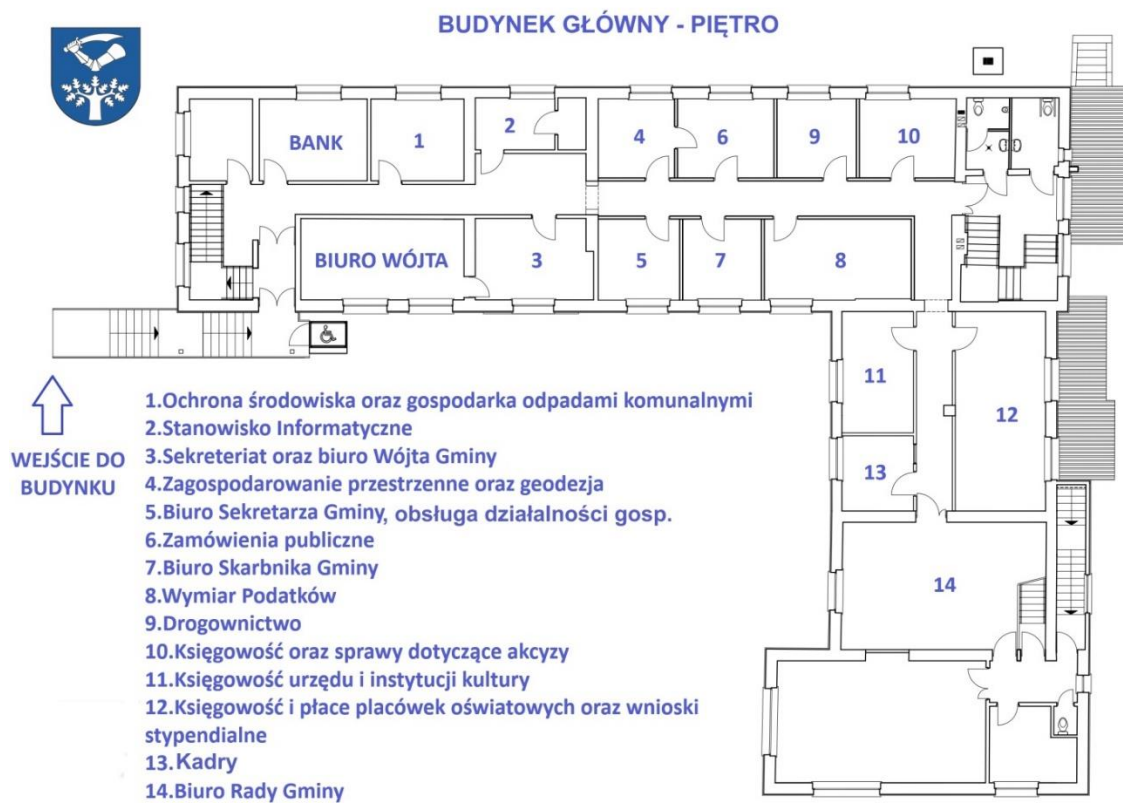 BUDYNEK GŁÓWNY - PIĘTRO
BANK
1
2
4
6
9
10
BIURO WÓJTA
3
5
7
8
11
12
13
14
WEJŚCIE DO
BUDYNKU
1.Ochrona środowiska oraz gospodarka odpadami komunalnymi
2.Stanowisko Informatyczne
3.Sekreteriat oraz biuro Wójta Gminy
4.Zagospodarowanie przestrzenne oraz geodezja
5.Biuro Sekretarza Gminy, obsługa działalności gosp.
6.Zamówienia publiczne
7.Biuro Skarbnika Gminy
8.Wymiar Podatków
9.Drogownictwo
10.Księgowość oraz sprawy dotyczące akcyzy
11.Księgowość urzędu i instytucji kultury
12.Księgowość i płace placówek oświatowych oraz wnioski
stypendialne
13.Kadry
14.Biuro Rady Gminy